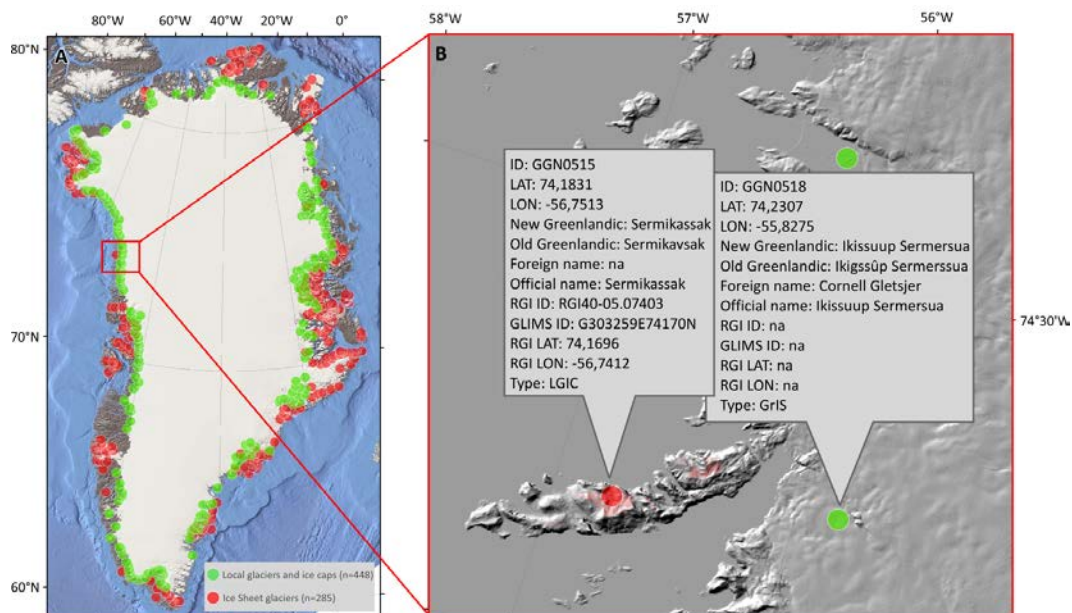 80°W 60°W 40°W 30°W 20°W 0°
58°W 57°W 56°W
80°N
A
B
70°N
60°N
74°30
ID: GGN0515
LAT: 74,1831
LON: -56,7513
New Greenlandic: Sermikassak
Old Greenlandic: Sermikavsak
Foreign name: na
Official name: Sermikassak
RGI ID: RGI40-05.07403
GLIMS ID: G303259E74170N
RGI LAT: 74,1696
RGI LON: -56,7412
Type: LGIC
ID: GGN0518
LAT: 74,2307
LON: -55,8275
New Greenlandic: Ikissuup Sermersua
Old Greenlandic: Ikigssûp Sermerssua
Foreign name: Cornell Gletsjer
Official name: Ikissuup Sermersua
RGI ID: na
GLIMS ID: na
RGI LAT: na
RGI LON: na
Type: GrIS
Local glaciers and ice caps (n=448)
Ice Sheet glaciers (n=285)